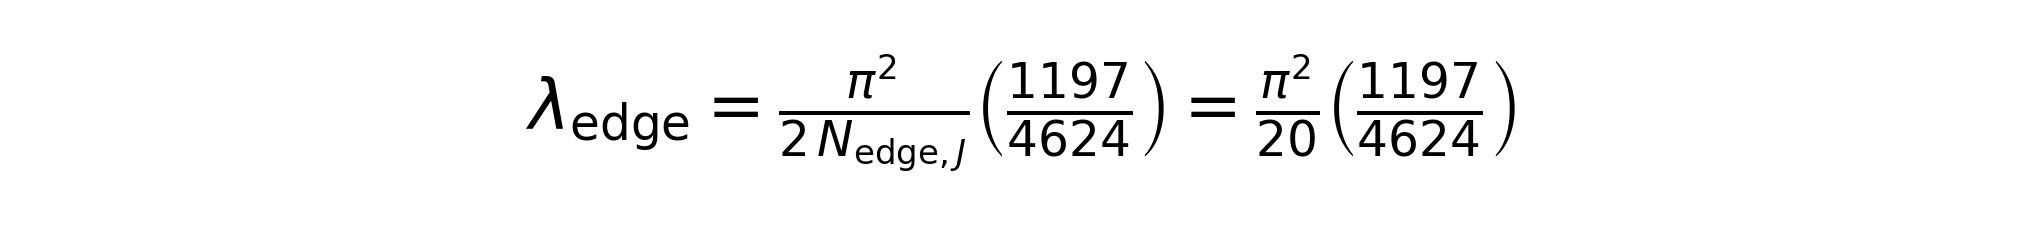 λ_edge = π²/(2 N_edge,J) (1197/4624) = π²/20 (1197/4624)